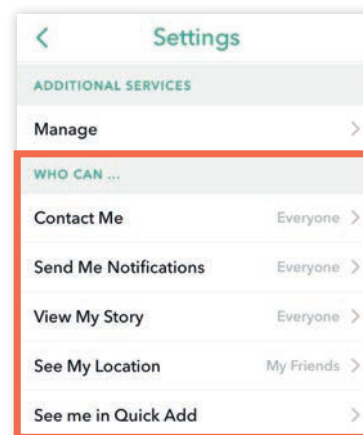 Settings
ADDITIONAL SERVICES
Manage
WHO CAN ...
Contact Me Everyone
Send Me Notifications Everyone
View My Story Everyone
See My Location My Friends
See me in Quick Add